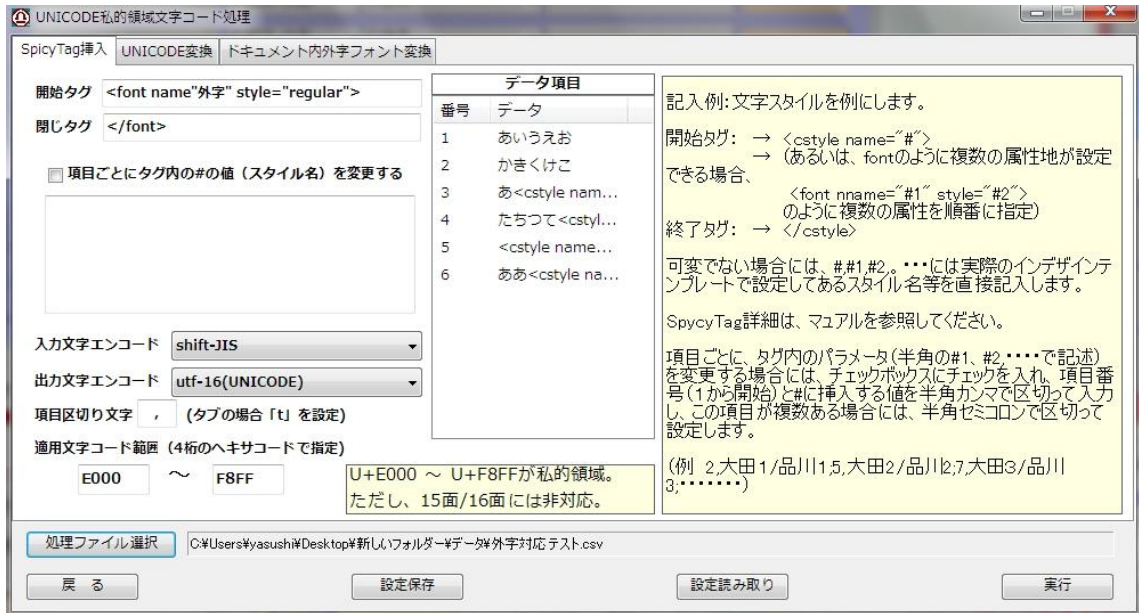 UNICODE私的領域文字コード処理
SpicyTag挿入 UNICODE変換 ドキュメント内外字フォント変換
開始タグ <font name"外字" style="regular">
閉じタグ </font>
項目ごとにタグ内の#の値（スタイル名）を変更する
入力文字エンコード shift-JIS
出力文字エンコード utf-16(UNICODE)
項目区切り文字 , (タブの場合「t」を設定)
適用文字コード範囲（4桁のヘキサコードで指定）
E000 ～ F8FF
U+E000 ～ U+F8FFが私的領域。
ただし、15面/16面には非対応。
データ項目
番号 データ
1 あいうえお
2 かきくけこ
3 あ<cstyle nam...
4 たちつて<cstyl...
5 <cstyle name...
6 ああ<cstyle na...
記入例:文字スタイルを例にします。
開始タグ: → <cstyle name="#">
→ (あるいは、fontのように複数の属性地が設定
できる場合、
<font nname="#1" style="#2">
のように複数の属性を順番に指定)
終了タグ: → </cstyle>
可変でない場合には、#,#1,#2,。・・・には実際のインデザインテ
ンプレートで設定してあるスタイル名等を直接記入します。
SpycyTag詳細は、マュアルを参照してください。
項目ごとに、タグ内のパラメータ(半角の#1、#2,・・・・で記述)
を変更する場合には、チェックボックスにチェックを入れ、項目番
号(1から開始)と#に挿入する値を半角カンマで区切って入力
し、この項目が複数ある場合には、半角セミコロンで区切って
設定します。
(例 2,大田1/品川1;5,大田2/品川2;7,大田3/品川
3;・・・・・・・)
処理ファイル選択 C:¥Users¥yasushi¥Desktop¥新しいフォルダー¥データ¥外字対応テスト.csv
戻 る 設定保存 設定読み取り 実行